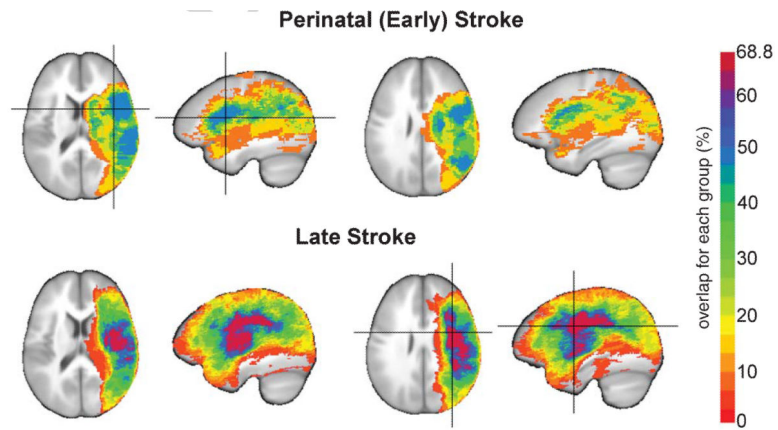 Perinatal (Early) Stroke
Late Stroke
68.8
60
50
40
30
20
10
0
overlap for each group (%)